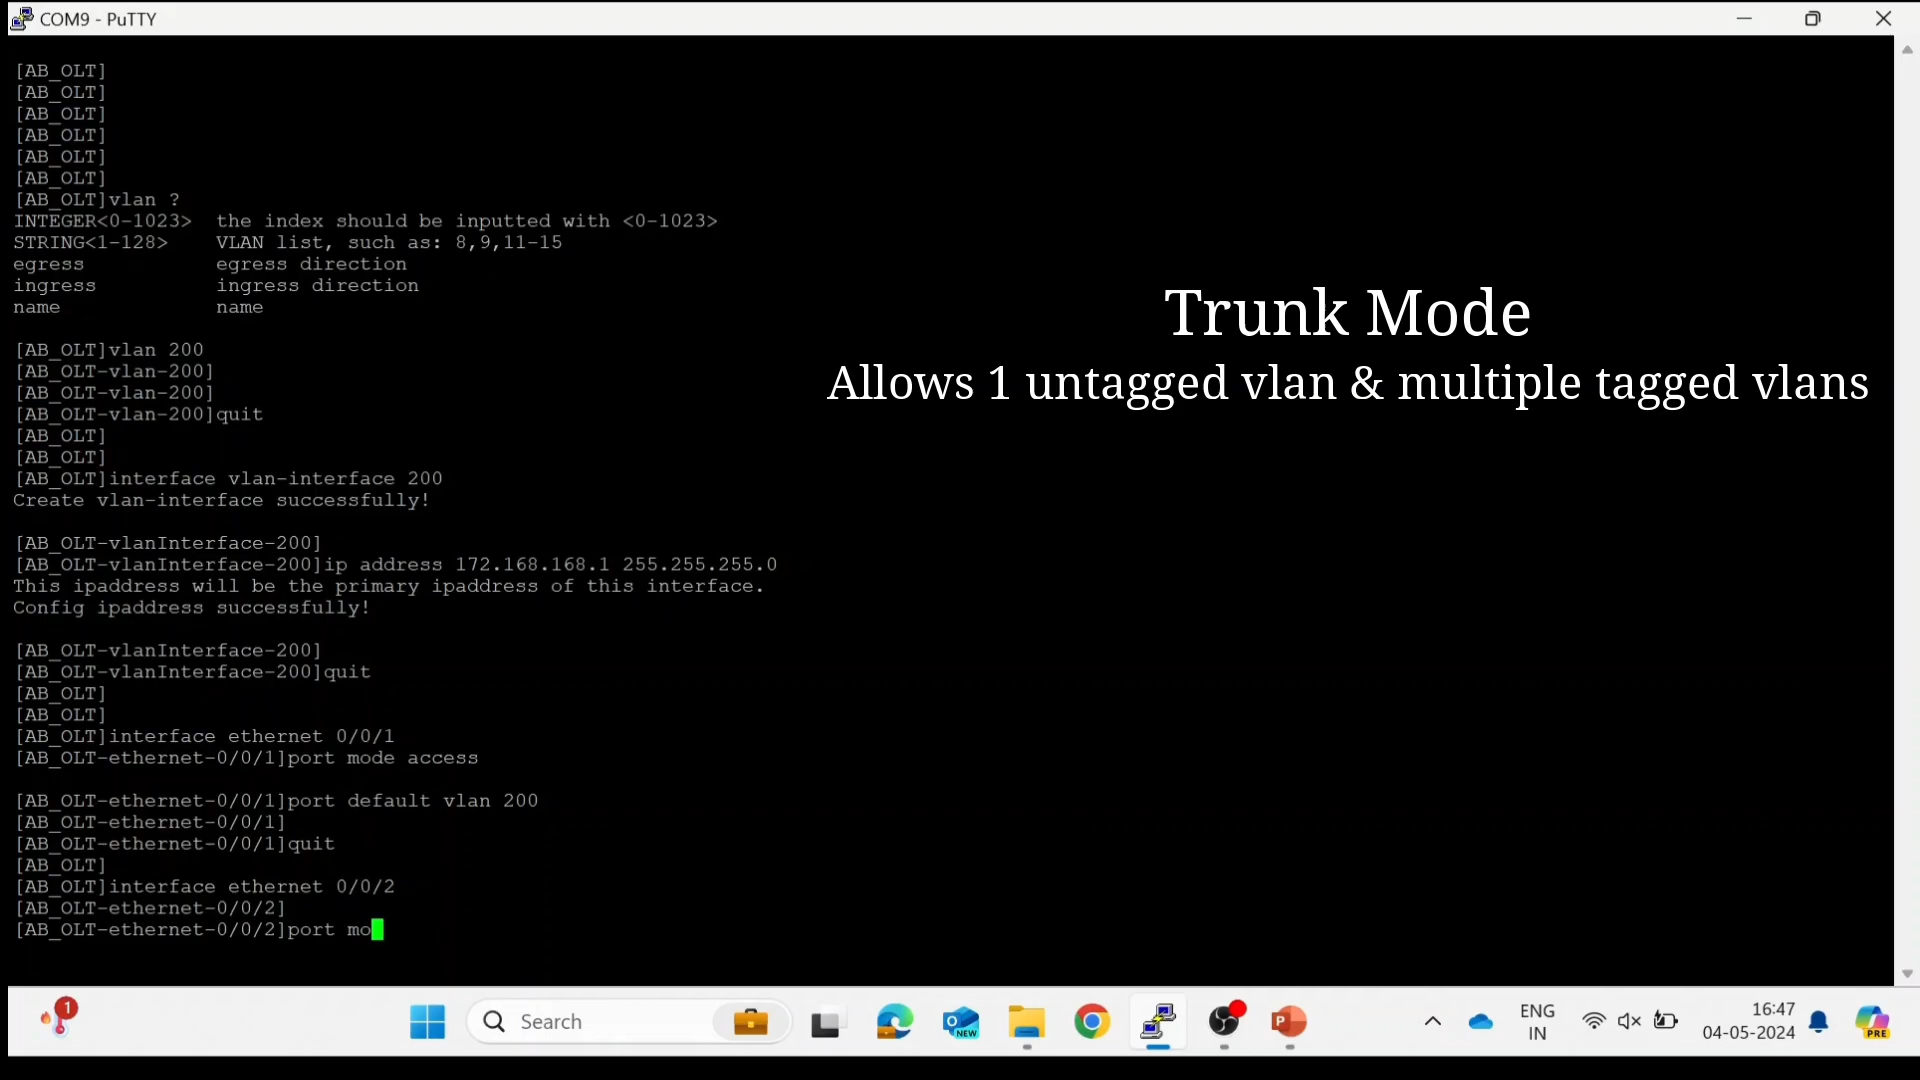 COM9 - PuTTY
[AB_OLT]
[AB_OLT]
[AB_OLT]
[AB_OLT]
[AB_OLT]
[AB_OLT]
[AB_OLT]vlan ?
INTEGER<0-1023>  the index should be inputted with <0-1023>
STRING<1-128>    VLAN list, such as: 8,9,11-15
egress           egress direction
ingress          ingress direction
name             name
[AB_OLT]vlan 200
[AB_OLT-vlan-200]
[AB_OLT-vlan-200]
[AB_OLT-vlan-200]quit
[AB_OLT]
[AB_OLT]
[AB_OLT]interface vlan-interface 200
Create vlan-interface successfully!
[AB_OLT-vlanInterface-200]
[AB_OLT-vlanInterface-200]ip address 172.168.168.1 255.255.255.0
This ipaddress will be the primary ipaddress of this interface.
Config ipaddress successfully!
[AB_OLT-vlanInterface-200]
[AB_OLT-vlanInterface-200]quit
[AB_OLT]
[AB_OLT]
[AB_OLT]interface ethernet 0/0/1
[AB_OLT-ethernet-0/0/1]port mode access
[AB_OLT-ethernet-0/0/1]port default vlan 200
[AB_OLT-ethernet-0/0/1]
[AB_OLT-ethernet-0/0/1]quit
[AB_OLT]
[AB_OLT]interface ethernet 0/0/2
[AB_OLT-ethernet-0/0/2]
[AB_OLT-ethernet-0/0/2]port mo
Trunk Mode
Allows 1 untagged vlan & multiple tagged vlans
1
Search
NEW
ENG
IN
16:47
04-05-2024
PRE